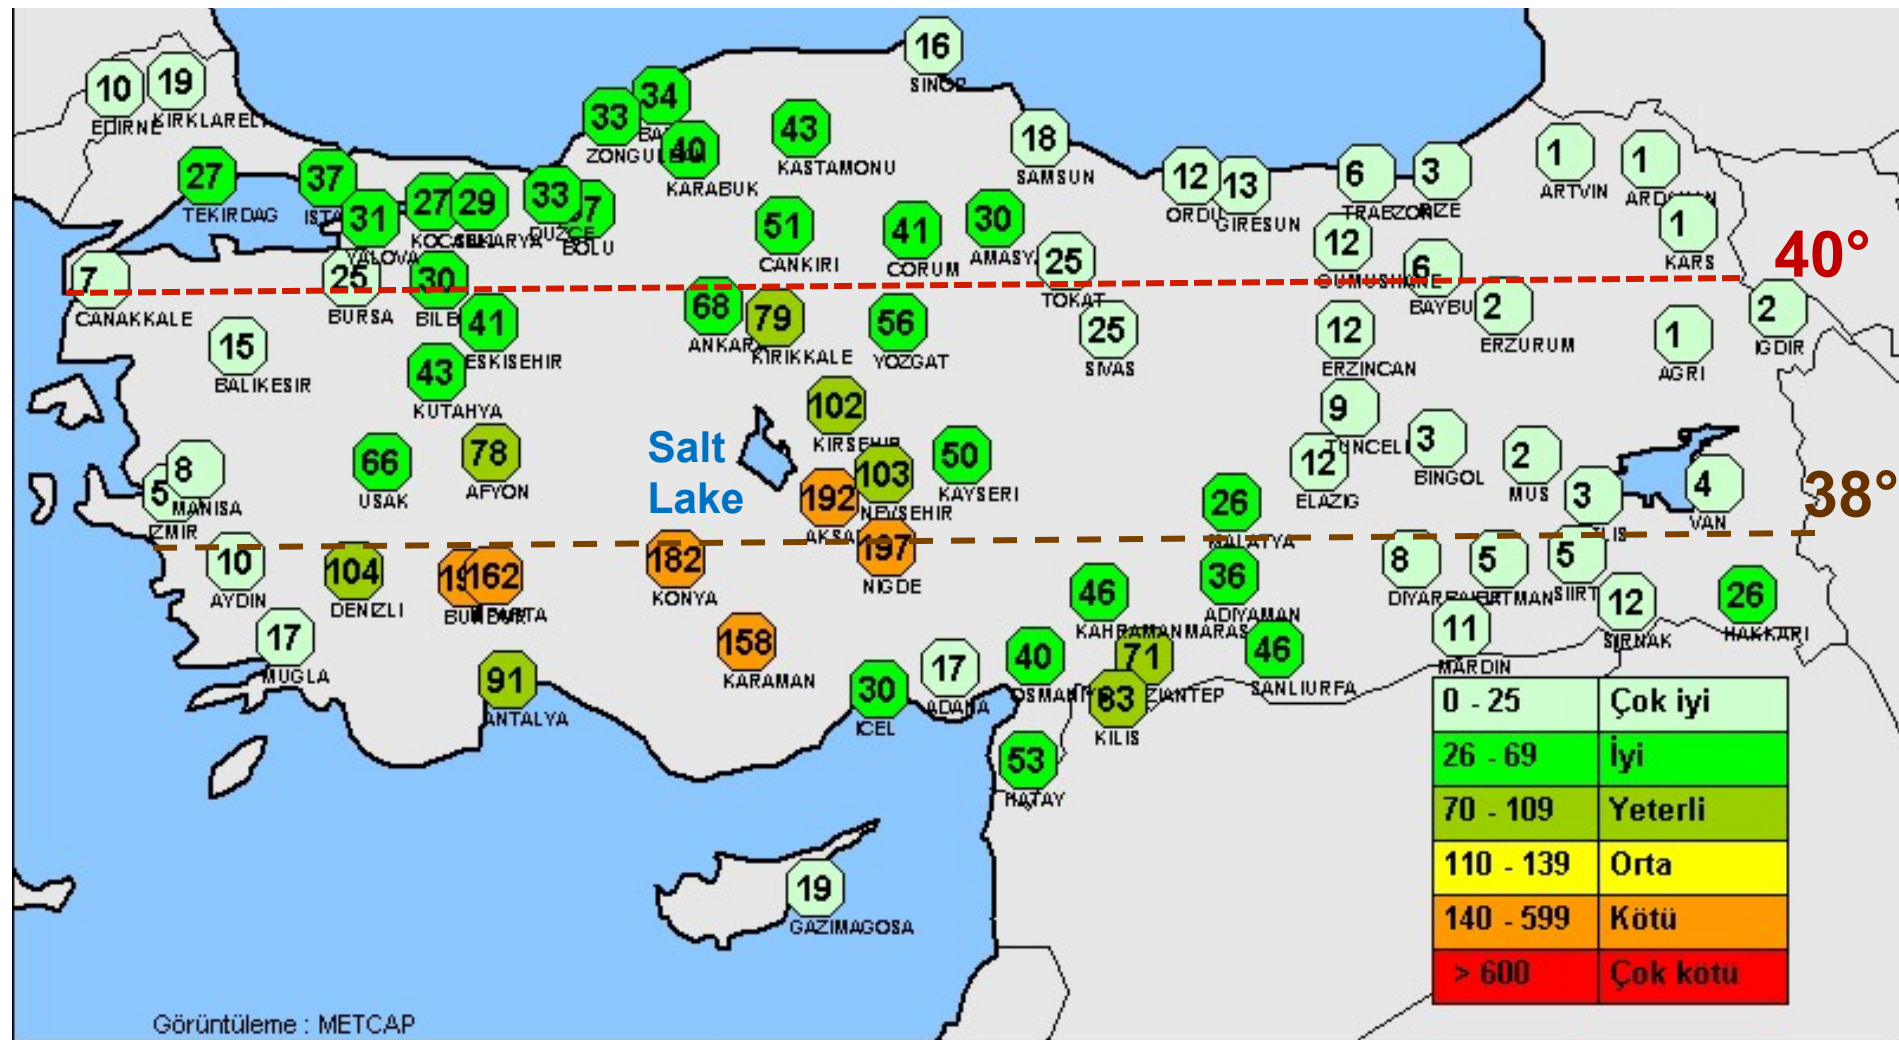 16
SINOP
10
19
EDIRNE
KIRKLARELI
34
33
ZONGULDAK
40
KARABUK
43
KASTAMONU
18
SAMSUN
27
TEKIRDAG
37
31
YALOVA
27
29
SAKARYA
33
DUZCE
BOLU
51
CANKIRI
41
CORUM
30
AMASYA
12
ORDU
13
GIRESUN
6
TRABZON
3
RIZE
1
ARTVIN
1
1
KARS
40°
7
CANAKKALE
25
BURSA
30
41
ESKISEHIR
68
ANKARA
79
KIRIKKALE
56
YOZGAT
25
TOKAT
25
SIVAS
12
GUMUSHANE
6
12
ERZINCAN
2
ERZURUM
1
AGRI
2
IGDIR
15
BALIKESIR
43
KUTAHYA
66
USAK
78
AFYON
Salt
Lake
102
KIRSEHIR
192
103
NEVSEHIR
50
KAYSERI
9
TUNCELI
12
ELAZIG
3
BINGOL
2
MUS
3
4
VAN
38°
8
MANISA
5
IZMIR
26
MALATYA
10
AYDIN
104
DENIZLI
162
182
KONYA
197
NIGDE
46
KAHRAMANMARAS
36
ADIYAMAN
8
5
5
SIIRT
12
SIRNAK
26
HAKKARI
17
MUGLA
91
ANTALYA
158
KARAMAN
30
ICEL
17
ADANA
40
71
83
KILIS
46
SANLIURFA
11
MARDIN
53
HATAY
19
GAZIMAGOSA
0 - 25 Çok iyi
26 - 69 İyi
70 - 109 Yeterli
110 - 139 Orta
140 - 599 Kötü
> 600 Çok kötü
Görüntüleme : METCAP